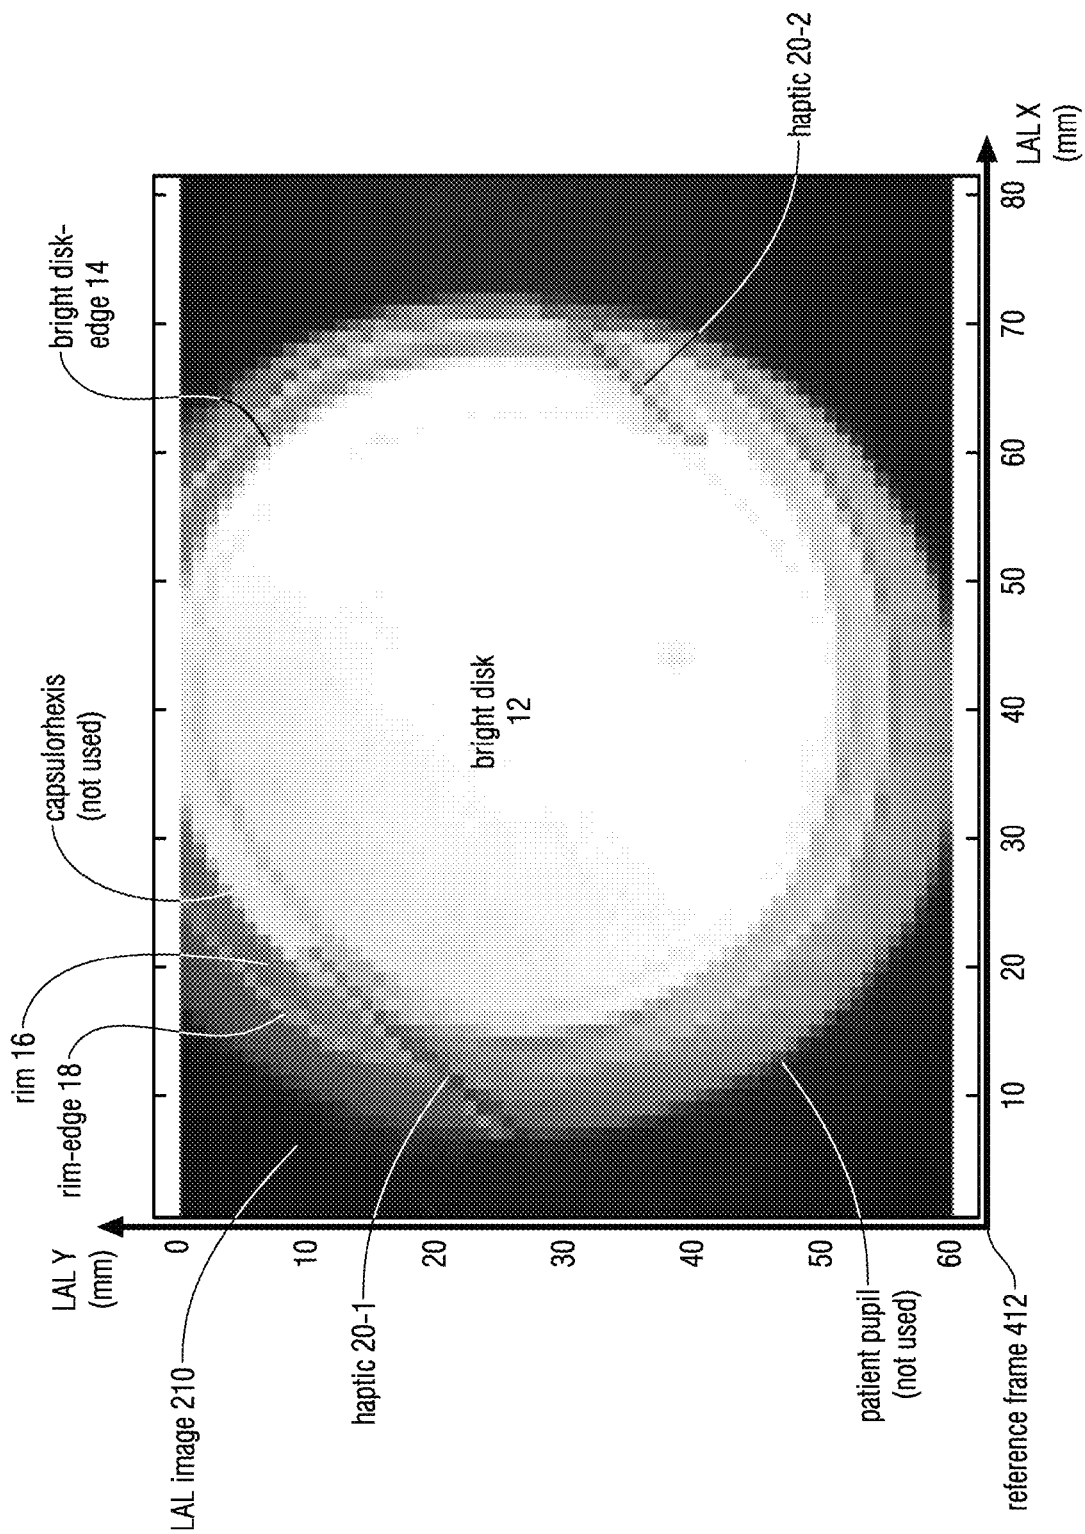 LAL image 210
rim-edge 18
rim 16
capsulorhexis
(not used)
bright disk-
edge 14
LAL Y
(mm)
0
10
20
30
40
50
60
haptic 20-1
bright disk
12
haptic 20-2
patient pupil
(not used)
reference frame 412
10
20
30
40
50
60
70
80
LAL X
(mm)